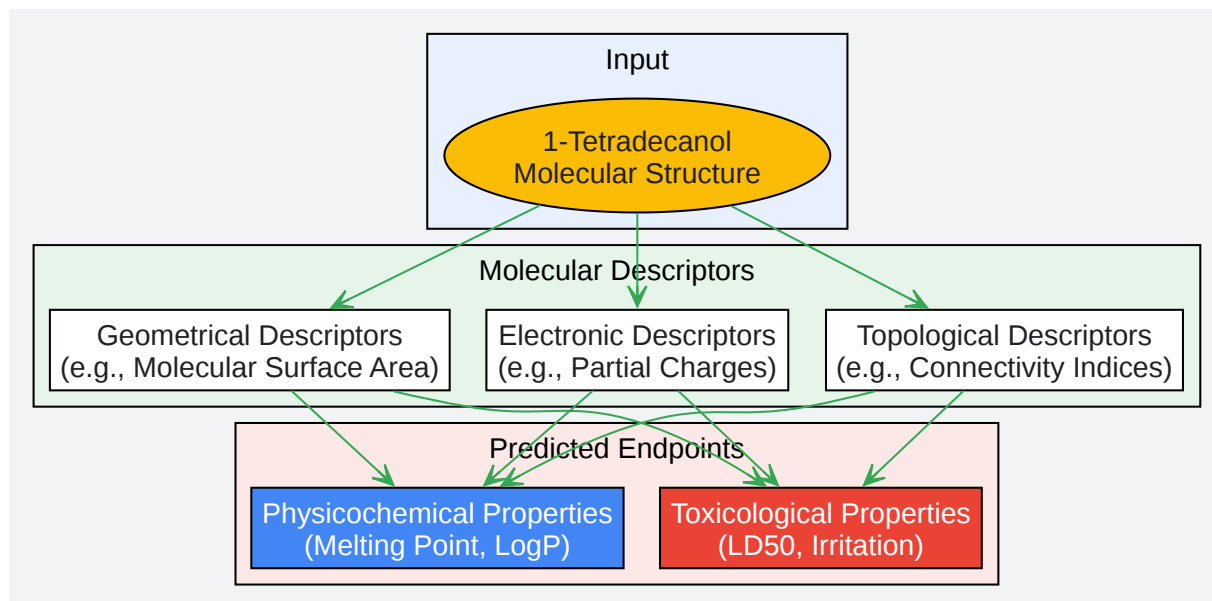 Input
1-Tetradecanol
Molecular Structure
Molecular Descriptors
Geometrical Descriptors
(e.g., Molecular Surface Area)
Electronic Descriptors
(e.g., Partial Charges)
Topological Descriptors
(e.g., Connectivity Indices)
Predicted Endpoints
Physicochemical Properties
(Melting Point, LogP)
Toxicological Properties
(LD50, Irritation)